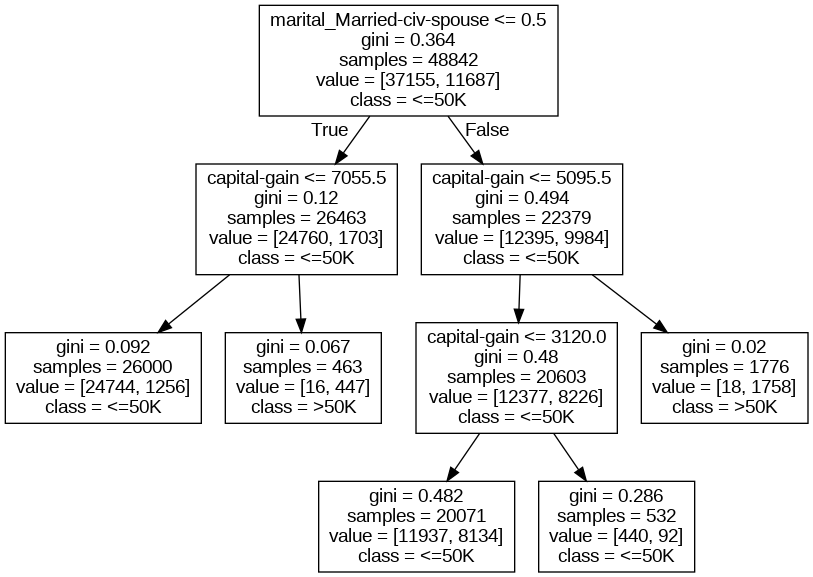 marital_Married-civ-spouse <= 0.5
gini = 0.364
samples = 48842
value = [37155, 11687]
class = <=50K
True
False
capital-gain <= 7055.5
gini = 0.12
samples = 26463
value = [24760, 1703]
class = <=50K
capital-gain <= 5095.5
gini = 0.494
samples = 22379
value = [12395, 9984]
class = <=50K
gini = 0.092
samples = 26000
value = [24744, 1256]
class = <=50K
gini = 0.067
samples = 463
value = [16, 447]
class = >50K
capital-gain <= 3120.0
gini = 0.48
samples = 20603
value = [12377, 8226]
class = <=50K
gini = 0.02
samples = 1776
value = [18, 1758]
class = >50K
gini = 0.482
samples = 20071
value = [11937, 8134]
class = <=50K
gini = 0.286
samples = 532
value = [440, 92]
class = <=50K